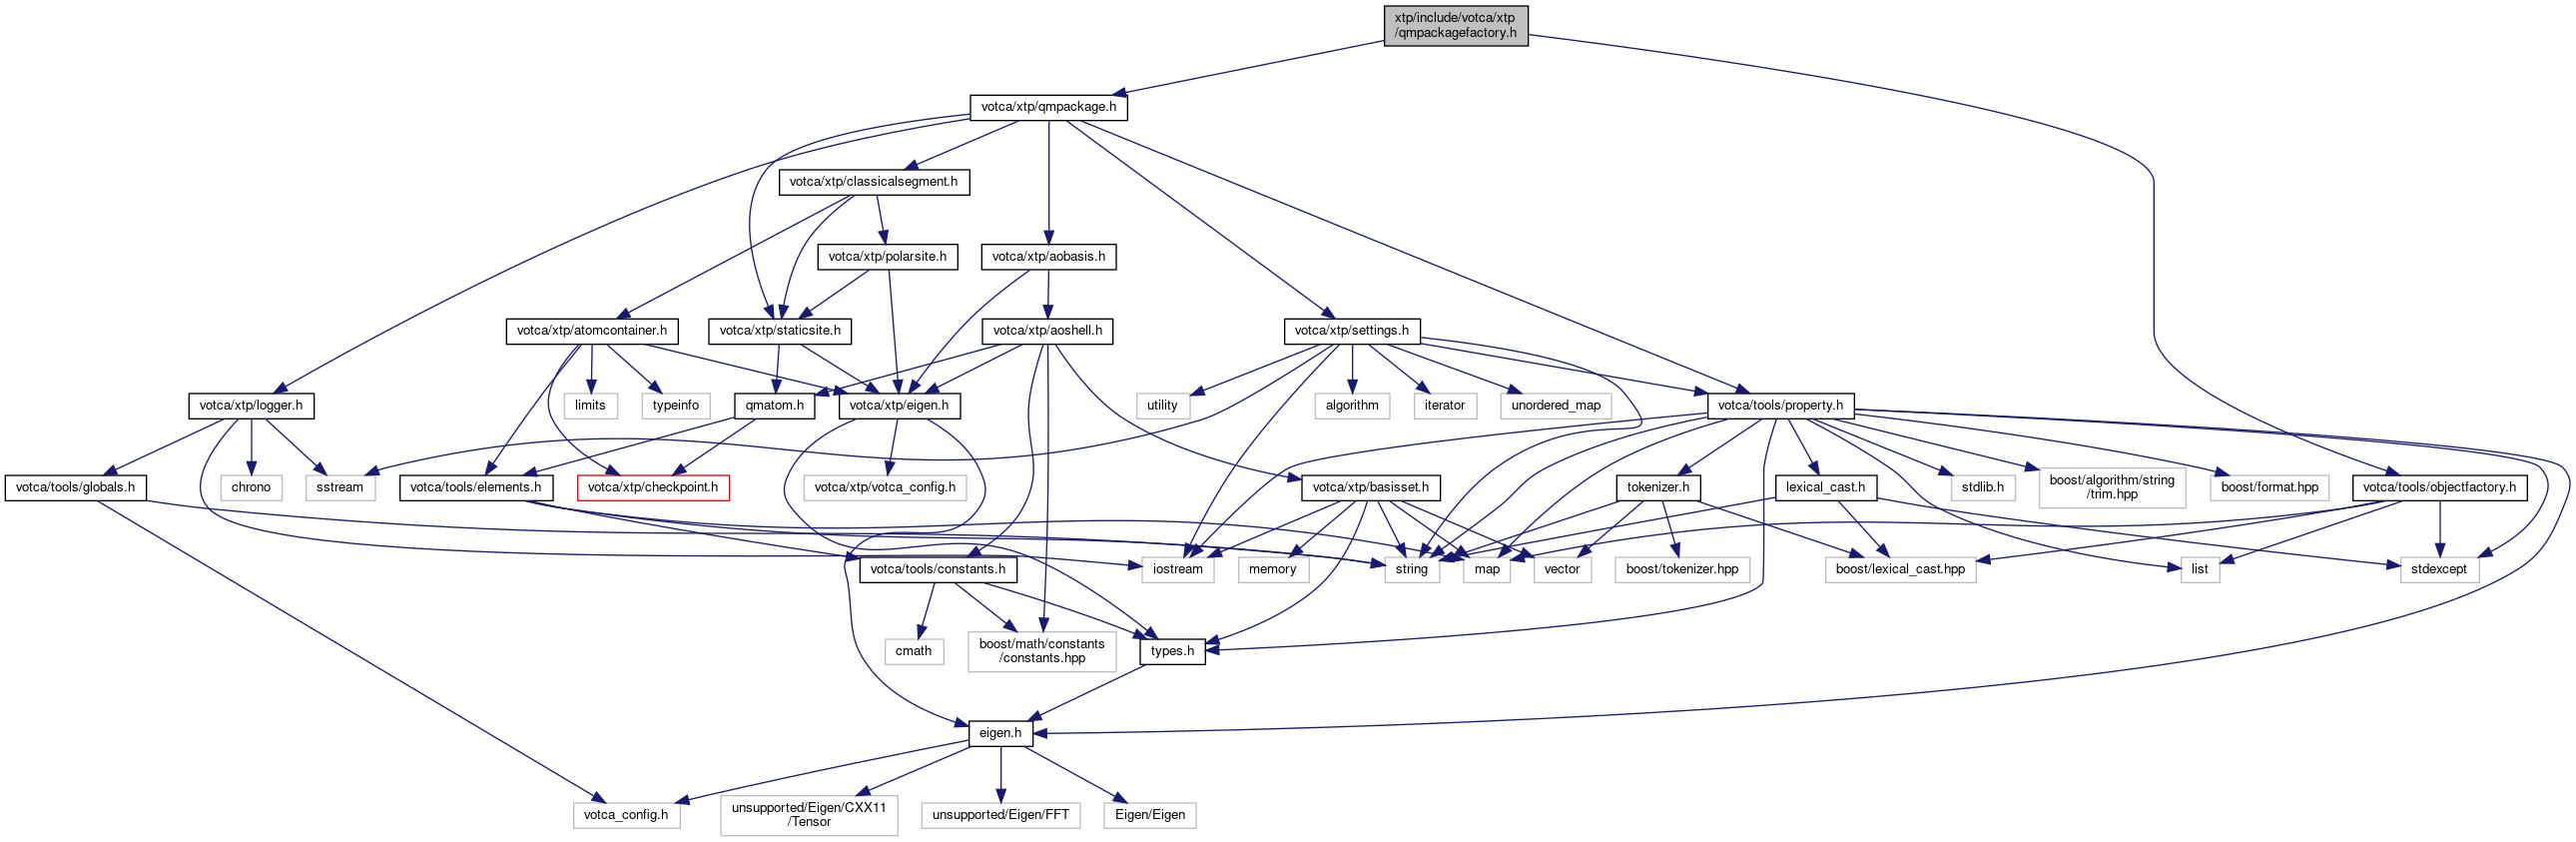 xtp/include/votca/xtp
/qmpackagefactory.h
votca/xtp/qmpackage.h
votca/xtp/classicalsegment.h
votca/xtp/polarsite.h
votca/xtp/aobasis.h
votca/xtp/atomcontainer.h
votca/xtp/staticsite.h
votca/xtp/aoshell.h
votca/xtp/settings.h
votca/xtp/logger.h
limits
typeinfo
qmatom.h
votca/xtp/eigen.h
utility
algorithm
iterator
unordered_map
votca/tools/property.h
votca/tools/globals.h
chrono
sstream
votca/tools/elements.h
votca/xtp/checkpoint.h
votca/xtp/votca_config.h
votca/xtp/basisset.h
tokenizer.h
lexical_cast.h
stdlib.h
boost/algorithm/string
/trim.hpp
boost/format.hpp
votca/tools/objectfactory.h
votca/tools/constants.h
iostream
memory
string
map
vector
boost/tokenizer.hpp
boost/lexical_cast.hpp
list
stdexcept
cmath
boost/math/constants
/constants.hpp
types.h
eigen.h
votca_config.h
unsupported/Eigen/CXX11
/Tensor
unsupported/Eigen/FFT
Eigen/Eigen